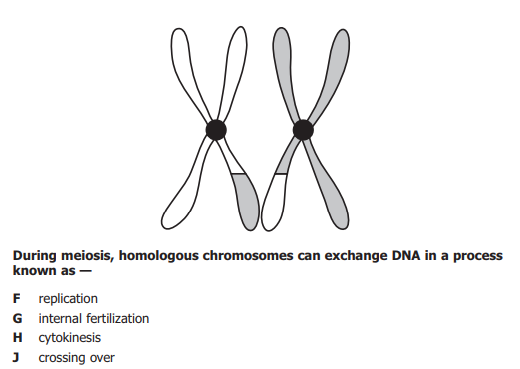 During meiosis, homologous chromosomes can exchange DNA in a process
known as —
F replication
G internal fertilization
H cytokinesis
J crossing over